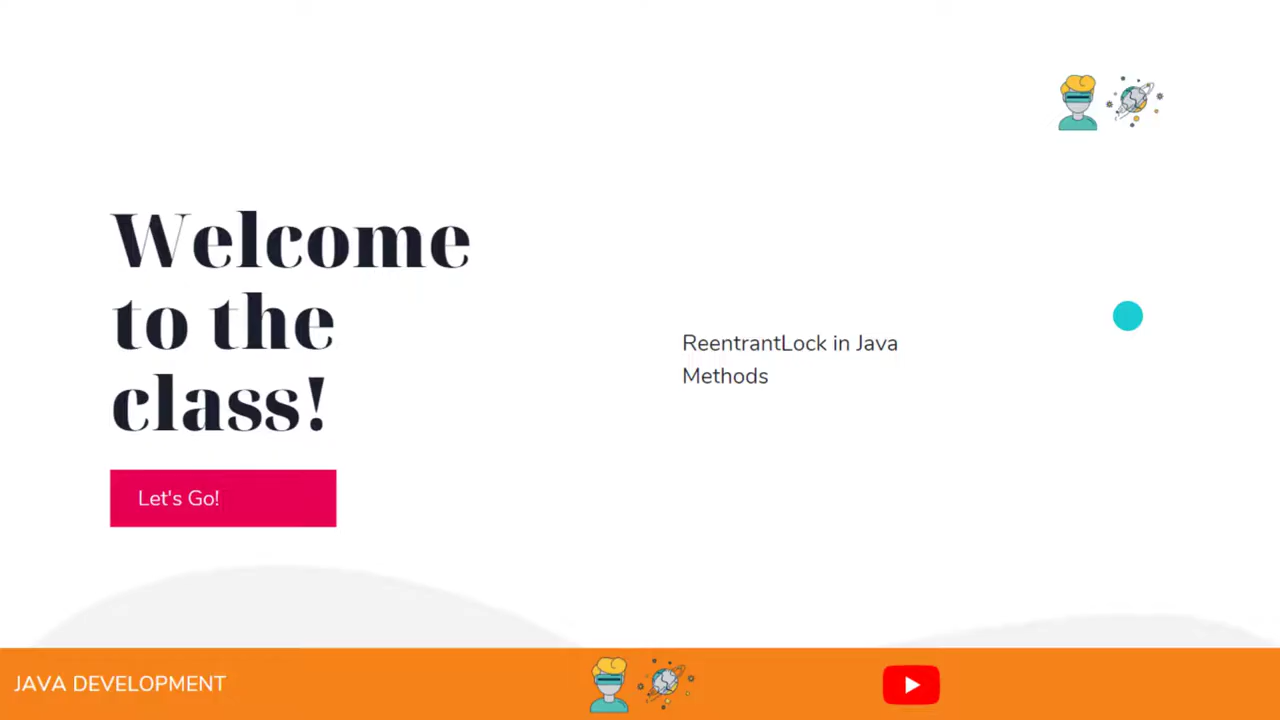 Welcome
to the
class!
Let's Go!
ReentrantLock in Java
Methods
JAVA DEVELOPMENT